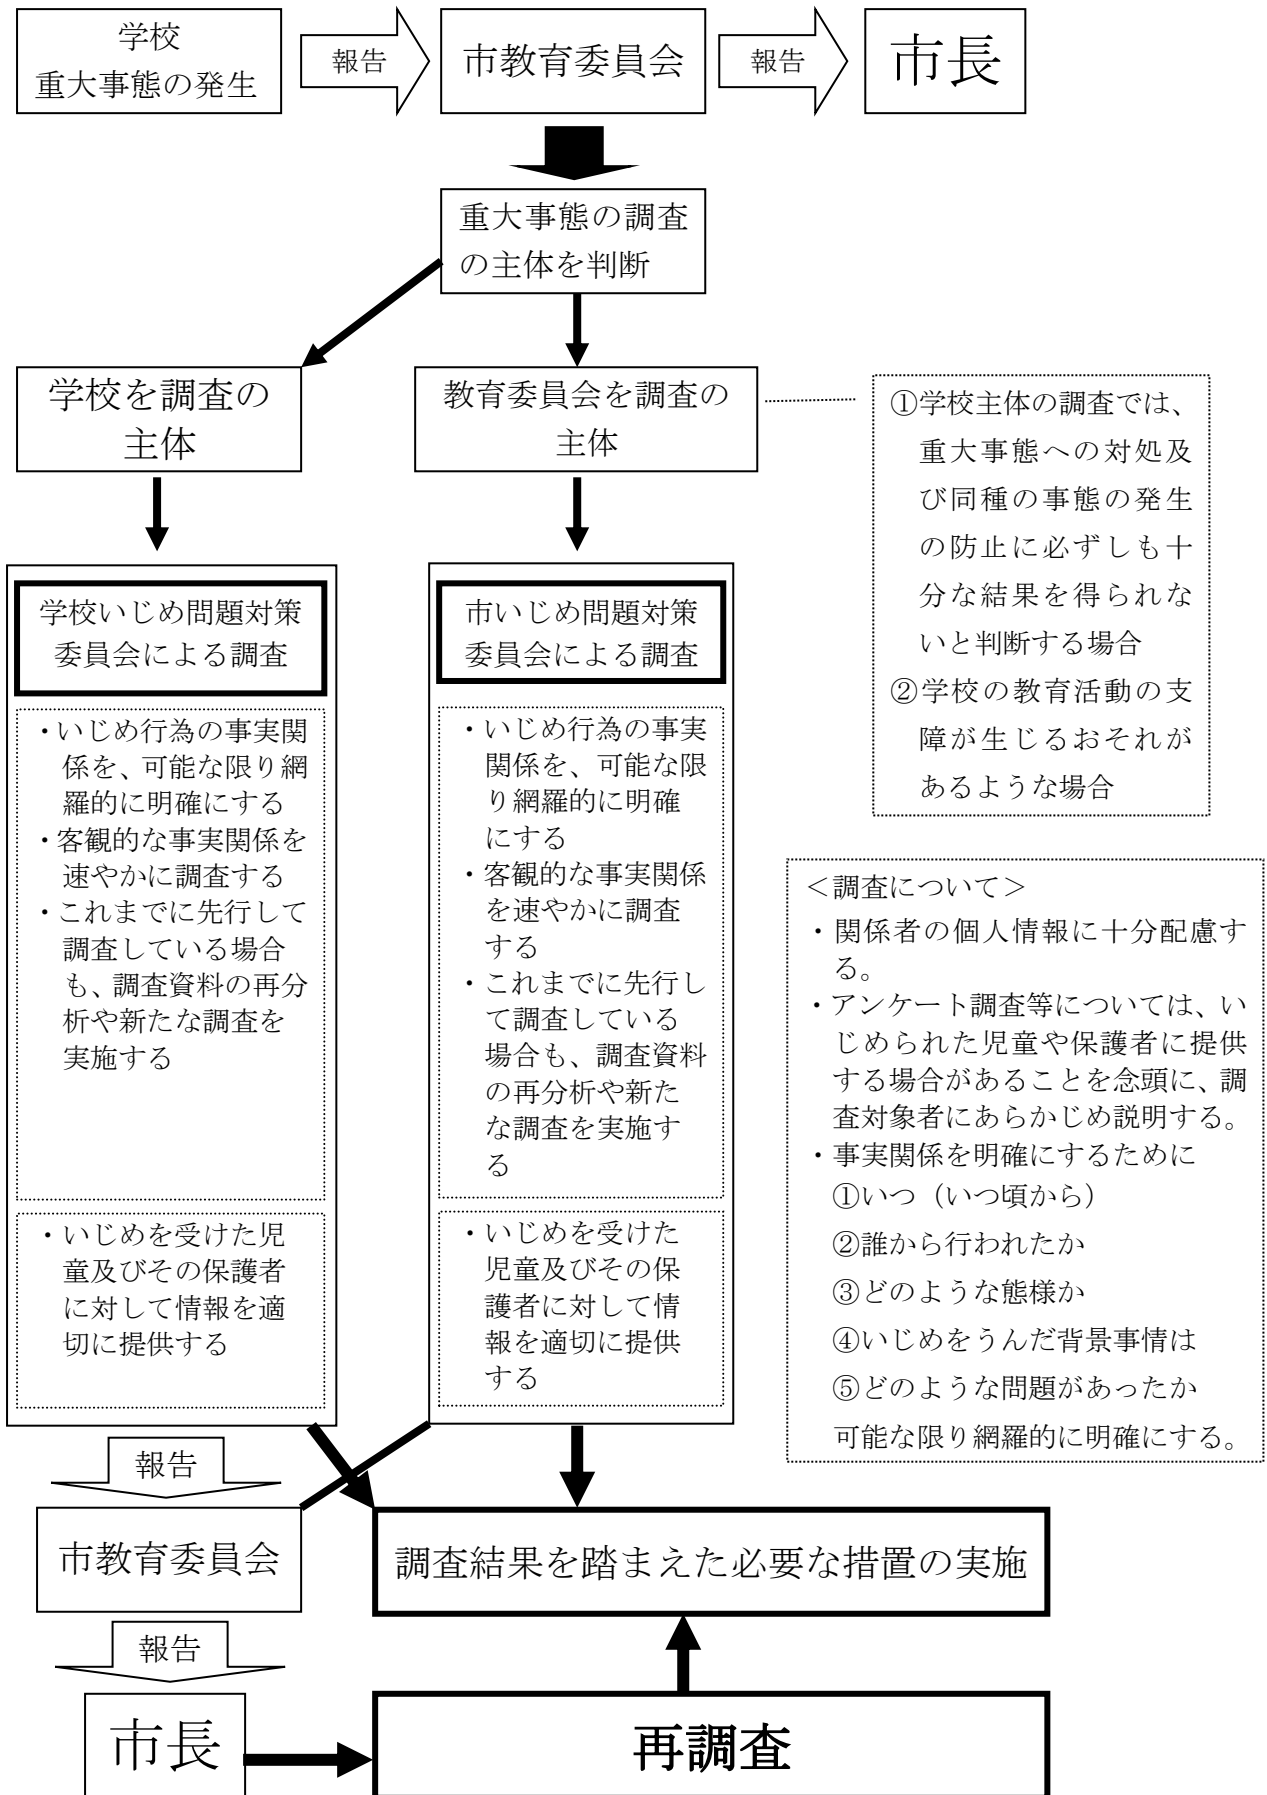 学校
重大事態の発生
報告
市教育委員会
報告
市長
重大事態の調査
の主体を判断
学校を調査の
主体
教育委員会を調査の
主体
①学校主体の調査では、
重大事態への対処及
び同種の事態の発生
の防止に必ずしも十
分な結果を得られな
いと判断する場合
②学校の教育活動の支
障が生じるおそれが
あるような場合
学校いじめ問題対策
委員会による調査
・いじめ行為の事実関
係を、可能な限り網
羅的に明確にする
・客観的な事実関係を
速やかに調査する
・これまでに先行して
調査している場合
も、調査資料の再分
析や新たな調査を
実施する
・いじめを受けた児
童及びその保護者
に対して情報を適
切に提供する
市いじめ問題対策
委員会による調査
・いじめ行為の事実
関係を、可能な限
り網羅的に明確
にする
・客観的な事実関係
を速やかに調査
する
・これまでに先行し
て調査している
場合も、調査資料
の再分析や新た
な調査を実施す
る
・いじめを受けた
児童及びその保
護者に対して情
報を適切に提供
する
＜調査について＞
・関係者の個人情報に十分配慮す
る。
・アンケート調査等については、い
じめられた児童や保護者に提供
する場合があることを念頭に、調
査対象者にあらかじめ説明する。
・事実関係を明確にするために
①いつ（いつ頃から）
②誰から行われたか
③どのような態様か
④いじめをうんだ背景事情は
⑤どのような問題があったか
可能な限り網羅的に明確にする。
報告
市教育委員会
調査結果を踏まえた必要な措置の実施
報告
市長
再調査